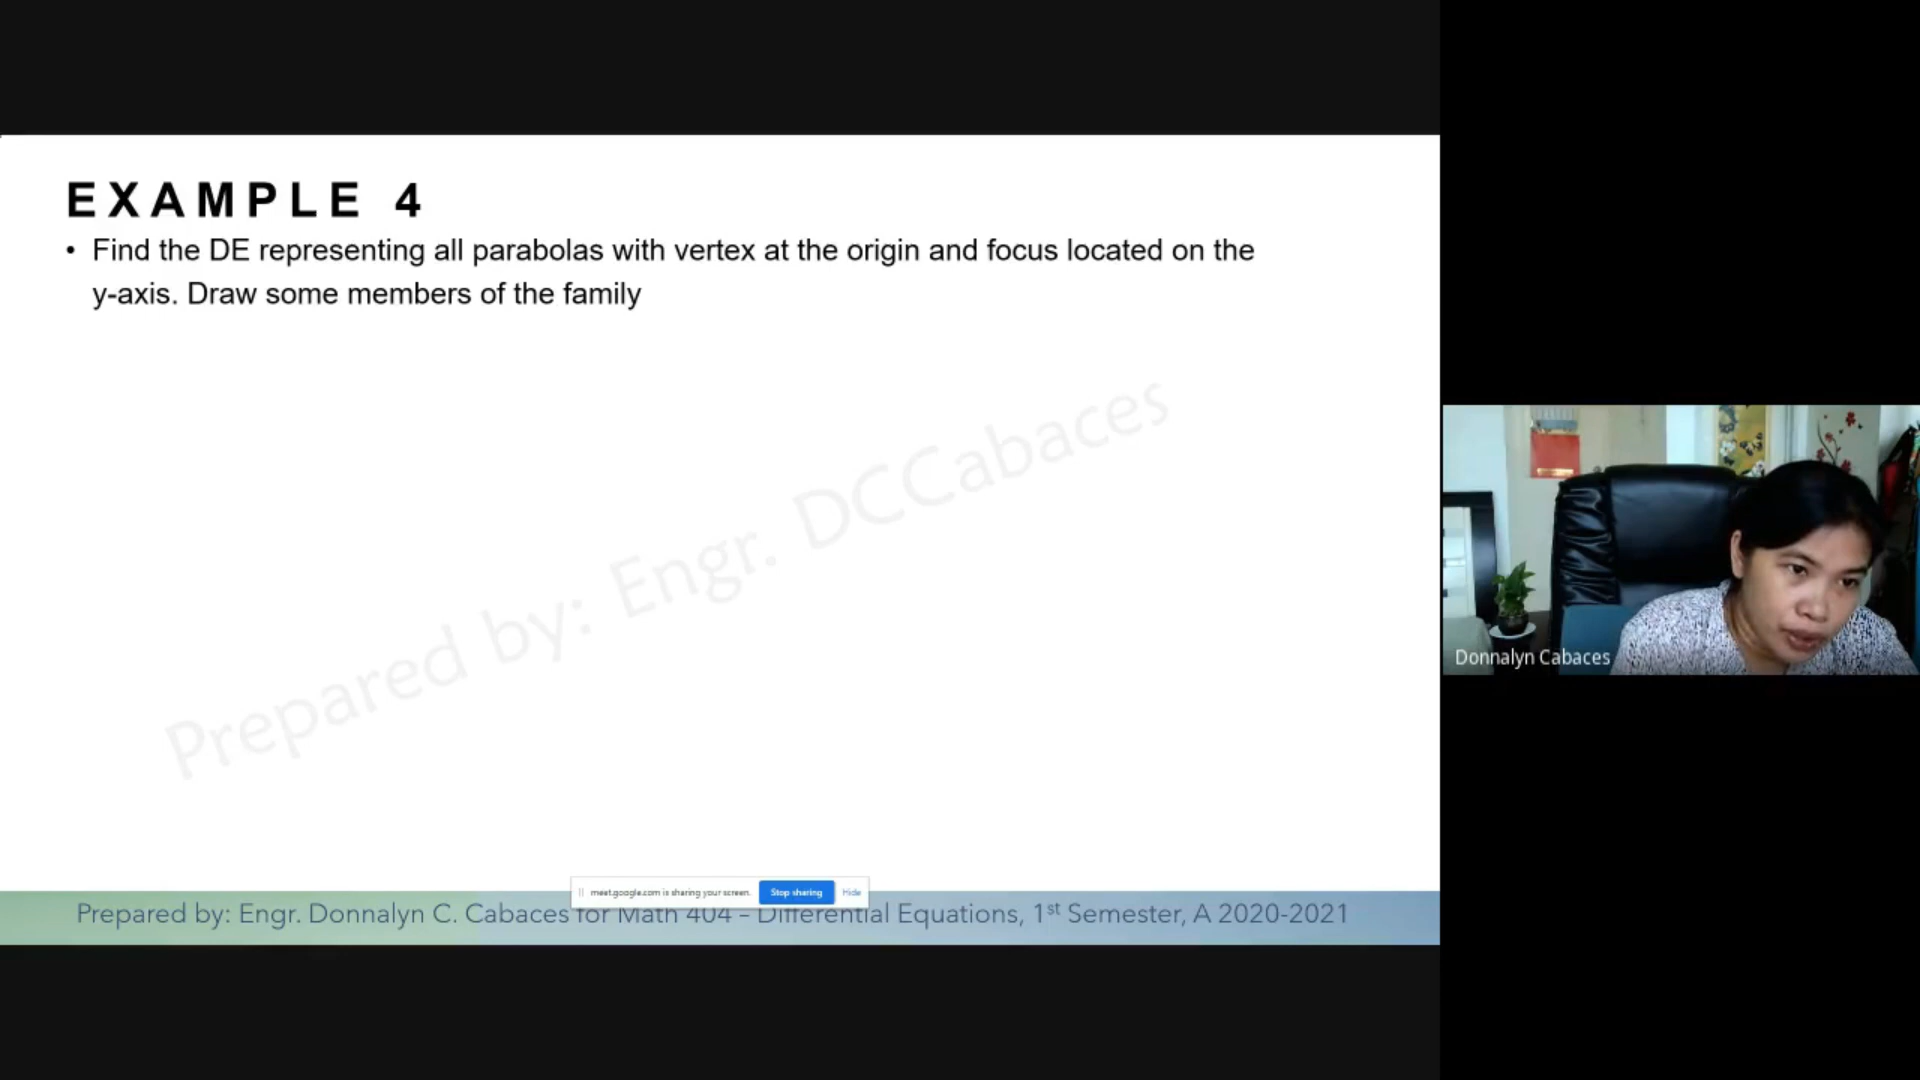 EXAMPLE 4
• Find the DE representing all parabolas with vertex at the origin and focus located on the
y-axis. Draw some members of the family
Prepared by: Engr. DCCabaces
Donnalyn Cabaces
meet.google.com is sharing your screen. Stop sharing Hide
Prepared by: Engr. Donnalyn C. Cabaces for Math 404 – Differential Equations, 1st Semester, A 2020-2021